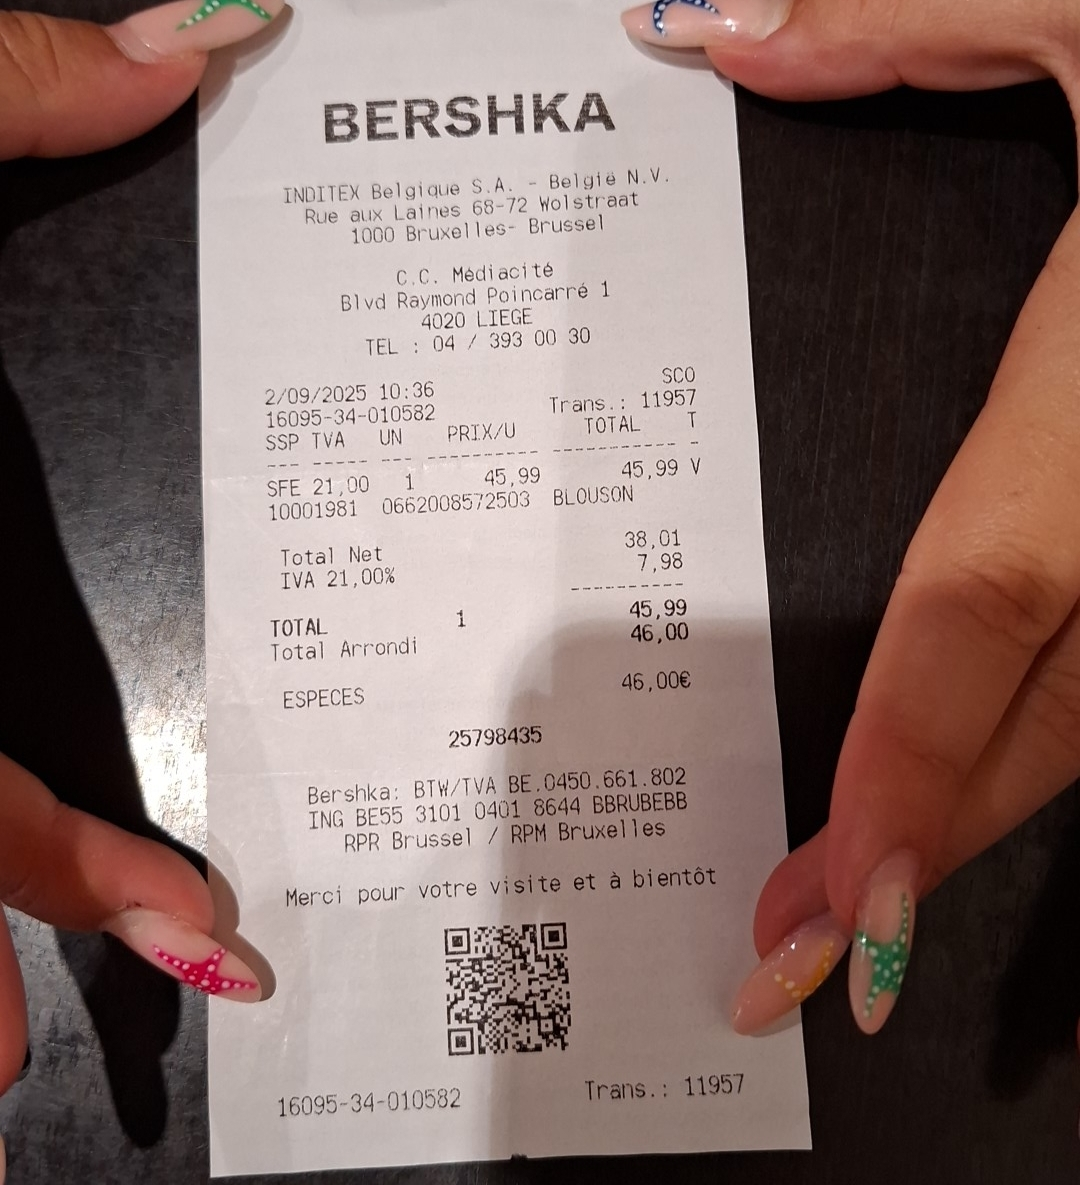 BERSHKA
INDITEX Belgique S.A. - België N.V.
Rue aux Laines 68-72 Wolstraat
1000 Bruxelles- Brussel
C.C. Médiacité
Blvd Raymond Poincarré 1
4020 LIEGE
TEL : 04 / 393 00 30
2/09/2025 10:36 SCO
16095-34-010582 Trans.: 11957
SSP TVA UN PRIX/U TOTAL T
--- ----- --- ---------- ------------- -
SFE 21,00 1 45,99 45,99 V
10001981 0662008572503 BLOUSON
Total Net 38,01
IVA 21,00% 7,98
----------
TOTAL 1 45,99
Total Arrondi 46,00
ESPECES 46,00€
25798435
Bershka: BTW/TVA BE.0450.661.802
ING BE55 3101 0401 8644 BBRUBEBB
RPR Brussel / RPM Bruxelles
Merci pour votre visite et à bientôt
16095-34-010582 Trans.: 11957